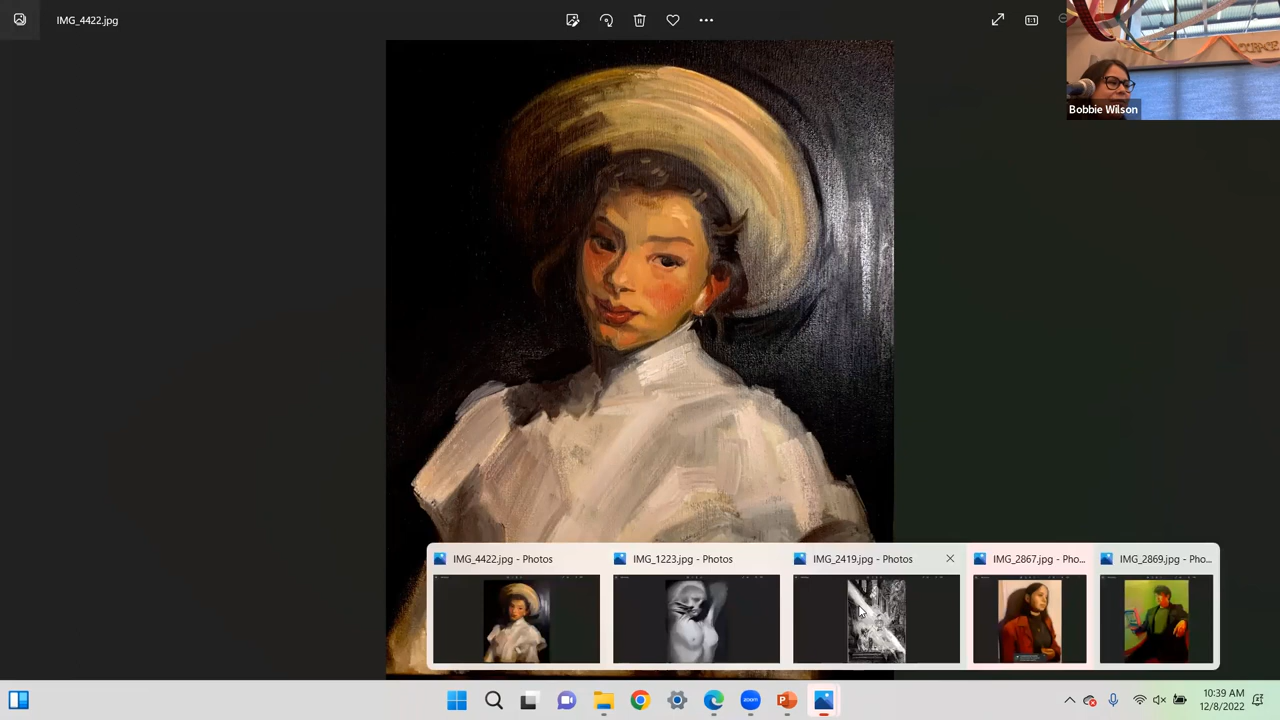 IMG_4422.jpg
Bobbie Wilson
IMG_4422.jpg - Photos
IMG_1223.jpg - Photos
IMG_2419.jpg - Photos
IMG_2867.jpg - Pho...
IMG_2869.jpg - Pho...
zoom
10:39 AM
12/8/2022